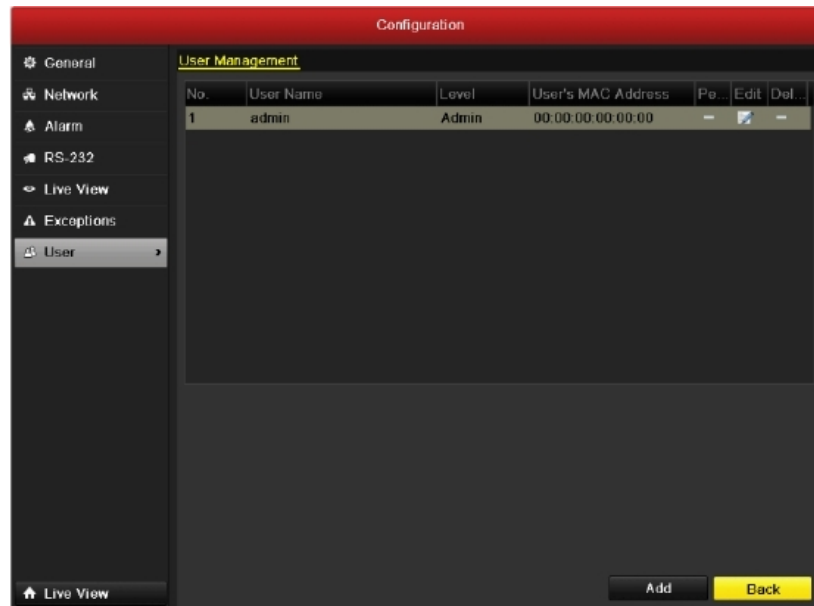 Configuration
General
Network
Alarm
RS-232
Live View
Exceptions
User
User Management
No. User Name Level User's MAC Address Pe... Edit Del...
1 admin Admin 00:00:00:00:00:00 – –
Add Back
Live View